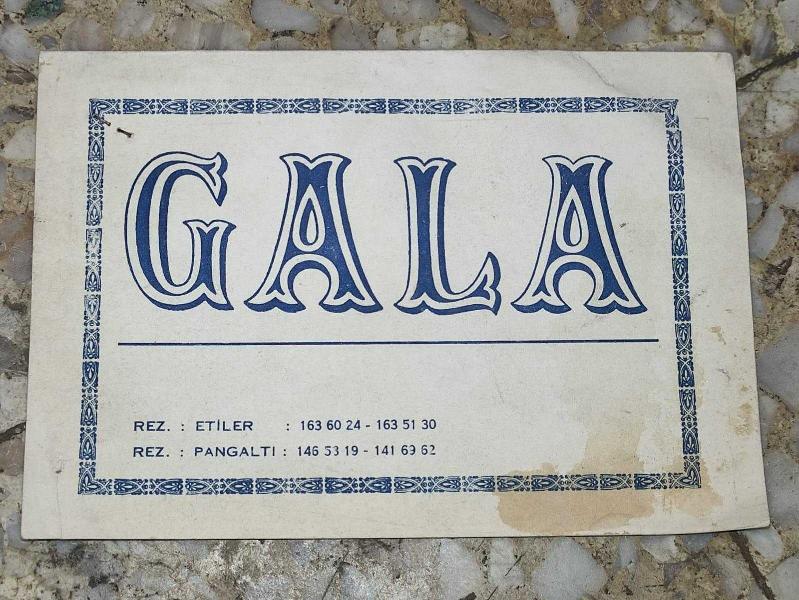 GALA
REZ. : ETİLER : 163 60 24 - 163 51 30
REZ. : PANGALTI : 146 53 19 - 141 69 62